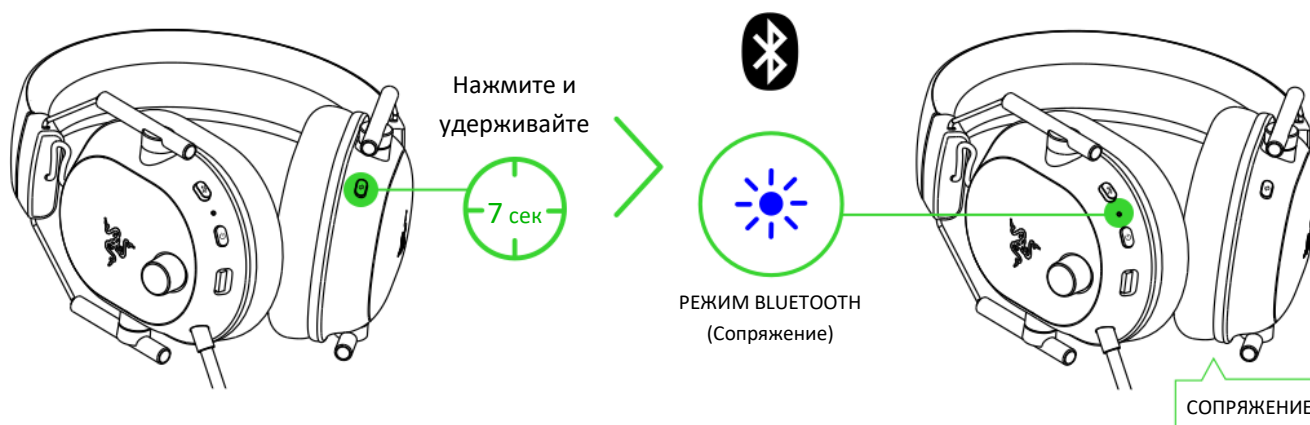 Нажмите и
удерживайте
7 сек
РЕЖИМ BLUETOOTH
(Сопряжение)
СОПРЯЖЕНИЕ